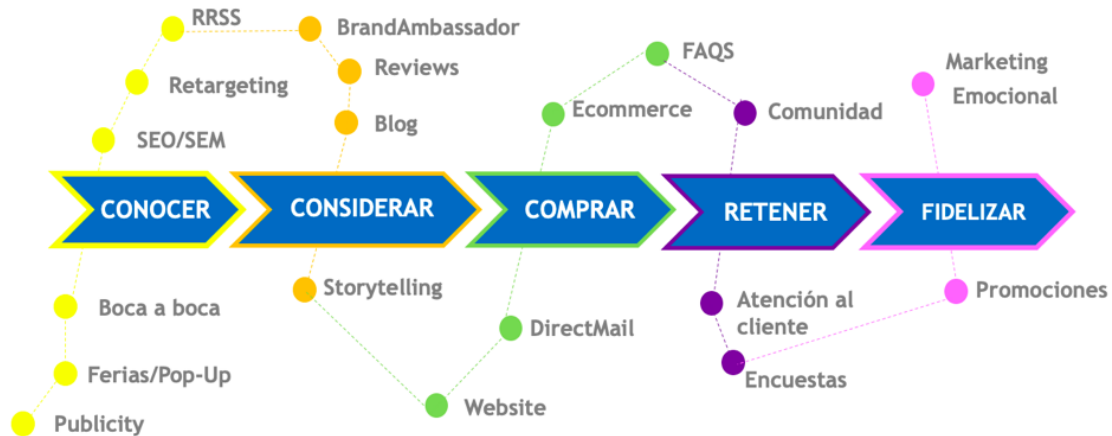 RRSS
BrandAmbassador
FAQS
Retargeting
Reviews
Marketing
Emocional
SEO/SEM
Blog
Ecommerce
Comunidad
CONOCER
CONSIDERAR
COMPRAR
RETENER
FIDELIZAR
Boca a boca
Storytelling
DirectMail
Atención al
cliente
Promociones
Ferias/Pop-Up
Encuestas
Publicity
Website